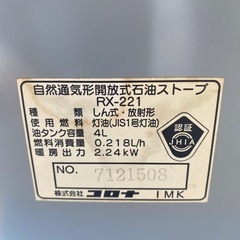 自然通気形開放式石油ストーブ
RX-221
種類 しん式・放射形
使用燃料 灯油(JIS1号灯油)
油タンク容量 4L
燃料消費量 0.218L/h
暖房出力 2.24kW
認証
JHIA
NO. 7121508
株式会社 コロナ IMK